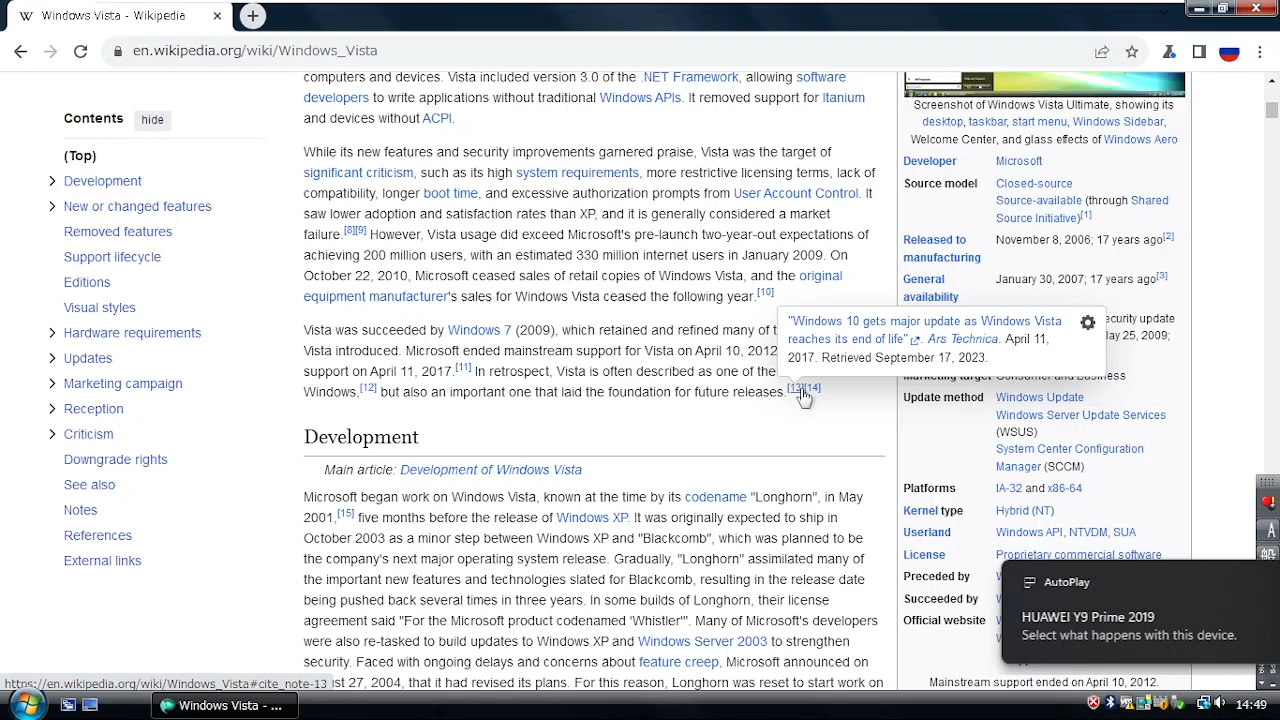 Windows Vista - Wikipedia
en.wikipedia.org/wiki/Windows_Vista
Contents
hide
(Top)
Development
New or changed features
Removed features
Support lifecycle
Editions
Visual styles
Hardware requirements
Updates
Marketing campaign
Reception
Criticism
Downgrade rights
See also
Notes
References
External links
computers and devices. Vista included version 3.0 of the .NET Framework, allowing software
developers to write applications without traditional Windows APIs. It removed support for Itanium
and devices without ACPI.
While its new features and security improvements garnered praise, Vista was the target of
significant criticism, such as its high system requirements, more restrictive licensing terms, lack of
compatibility, longer boot time, and excessive authorization prompts from User Account Control. It
saw lower adoption and satisfaction rates than XP, and it is generally considered a market
failure.[8][9] However, Vista usage did exceed Microsoft's pre-launch two-year-out expectations of
achieving 200 million users, with an estimated 330 million internet users in January 2009. On
October 22, 2010, Microsoft ceased sales of retail copies of Windows Vista, and the original
equipment manufacturer's sales for Windows Vista ceased the following year.[10]
Vista was succeeded by Windows 7 (2009), which retained and refined many of t
Vista introduced. Microsoft ended mainstream support for Vista on April 10, 2012
support on April 11, 2017.[11] In retrospect, Vista is often described as one of the
Windows,[12] but also an important one that laid the foundation for future releases.[13][14]
"Windows 10 gets major update as Windows Vista
reaches its end of life". Ars Technica. April 11,
2017. Retrieved September 17, 2023.
Development
Main article: Development of Windows Vista
Microsoft began work on Windows Vista, known at the time by its codename "Longhorn", in May
2001,[15] five months before the release of Windows XP. It was originally expected to ship in
October 2003 as a minor step between Windows XP and "Blackcomb", which was planned to be
the company's next major operating system release. Gradually, "Longhorn" assimilated many of
the important new features and technologies slated for Blackcomb, resulting in the release date
being pushed back several times in three years. In some builds of Longhorn, their license
agreement said "For the Microsoft product codenamed 'Whistler'". Many of Microsoft's developers
were also re-tasked to build updates to Windows XP and Windows Server 2003 to strengthen
security. Faced with ongoing delays and concerns about feature creep, Microsoft announced on
ust 27, 2004, that it had revised its plans. For this reason, Longhorn was reset to start work on
Screenshot of Windows Vista Ultimate, showing its
desktop, taskbar, start menu, Windows Sidebar,
Welcome Center, and glass effects of Windows Aero
Developer Microsoft
Source model Closed-source
Source-available (through Shared
Source Initiative)[1]
Released to manufacturing November 8, 2006; 17 years ago[2]
General availability January 30, 2007; 17 years ago[3]
ecurity update
ay 25, 2009;
Marketing target Consumer and Business
Update method Windows Update
Windows Server Update Services
(WSUS)
System Center Configuration
Manager (SCCM)
Platforms IA-32 and x86-64
Kernel type Hybrid (NT)
Userland Windows API, NTVDM, SUA
License Proprietary commercial software
Preceded by
Succeeded by
Official website
Mainstream support ended on April 10, 2012.
AutoPlay
HUAWEI Y9 Prime 2019
Select what happens with this device.
https://en.wikipedia.org/wiki/Windows_Vista#cite_note-13
Windows Vista - ...
14:49